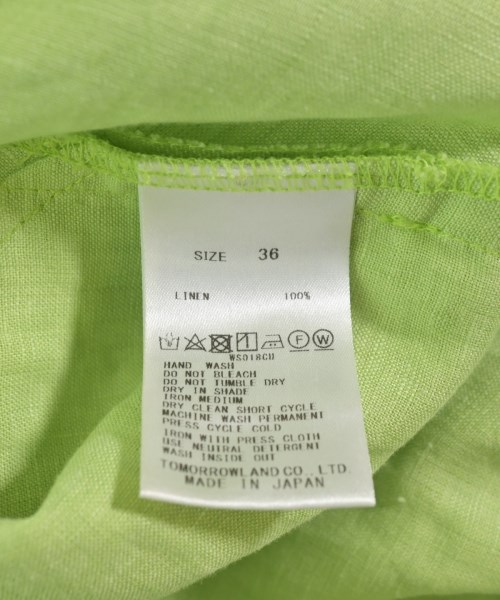 SIZE 36
LINEN 100%
F W
HAND WASH
DO NOT BLEACH
DO NOT TUMBLE DRY
DRY IN SHADE
IRON MEDIUM
DRY CLEAN SHORT CYCLE
MACHINE WASH PERMANENT
PRESS CYCLE COLD
IRON WITH PRESS CLOTH
USE NEUTRAL DETERGENT
WASH INSIDE OUT
TOMORROWLAND CO., LTD.
MADE IN JAPAN